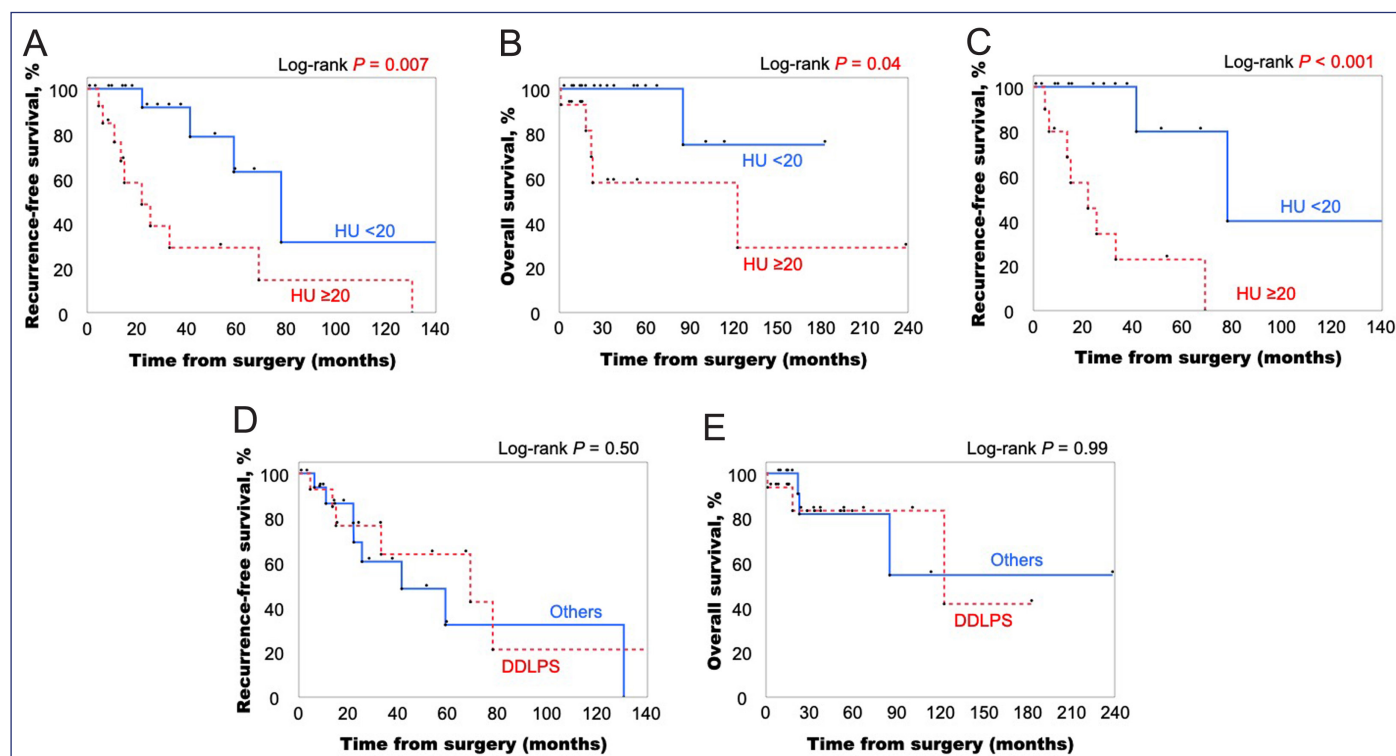 A
Log-rank P = 0.007
Recurrence-free survival, %
100
80
60
40
20
0
HU <20
HU ≥20
0 20 40 60 80 100 120 140
Time from surgery (months)
B
Log-rank P = 0.04
Overall survival, %
100
80
60
40
20
0
HU <20
HU ≥20
0 30 60 90 120 150 180 210 240
Time from surgery (months)
C
Log-rank P < 0.001
Recurrence-free survival, %
100
80
60
40
20
0
HU <20
HU ≥20
0 20 40 60 80 100 120 140
Time from surgery (months)
D
Log-rank P = 0.50
Recurrence-free survival, %
100
80
60
40
20
0
Others
DDLPS
0 20 40 60 80 100 120 140
Time from surgery (months)
E
Log-rank P = 0.99
Overall survival, %
100
80
60
40
20
0
Others
DDLPS
0 30 60 90 120 150 180 210 240
Time from surgery (months)